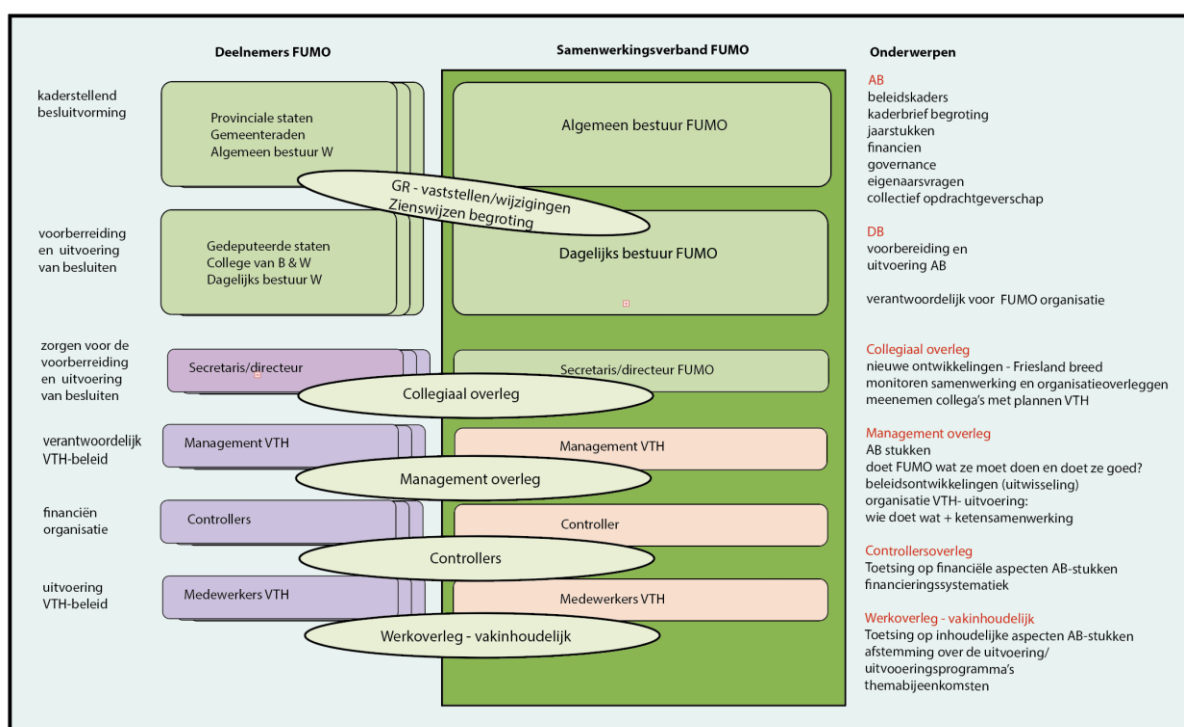 Deelnemers FUMO
Samenwerkingsverband FUMO
Onderwerpen
kaderstellend
besluitvorming
Provinciale staten
Gemeenteraden
Algemeen bestuur W
Algemeen bestuur FUMO
AB
beleidskaders
kaderbrief begroting
jaarstukken
financien
governance
eigenaarsvragen
collectief opdrachtgeverschap
GR - vaststellen/wijzigingen
Zienswijzen begroting
voorberreiding
en uitvoering
van besluiten
Gedeputeerde staten
College van B & W
Dagelijks bestuur W
Dagelijks bestuur FUMO
DB
voorbereiding en
uitvoering AB
verantwoordelijk voor FUMO organisatie
zorgen voor de
voorberreiding
en uitvoering
van besluiten
Secretaris/directeur
Secretaris/directeur FUMO
Collegiaal overleg
Collegiaal overleg
nieuwe ontwikkelingen - Friesland breed
monitoren samenwerking en organisatieoverleggen
meenemen collega's met plannen VTH
verantwoordelijk
VTH-beleid
Management VTH
Management VTH
Management overleg
Management overleg
AB stukken
doet FUMO wat ze moet doen en doet ze goed?
beleidsontwikkelingen (uitwisseling)
organisatie VTH- uitvoering:
wie doet wat + ketensamenwerking
financiën
organisatie
Controllers
Controller
Controllers
Controllersoverleg
Toetsing op financiële aspecten AB-stukken
financieringssystematiek
uitvoering
VTH-beleid
Medewerkers VTH
Medewerkers VTH
Werkoverleg - vakinhoudelijk
Werkoverleg - vakinhoudelijk
Toetsing op inhoudelijke aspecten AB-stukken
afstemming over de uitvoering/
uitvooeringsprogramma's
themabijeenkomsten